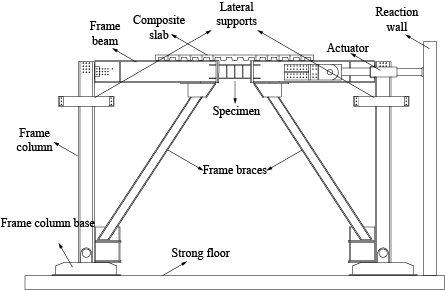 Lateral
supports
Reaction
wall
Composite
slab
Frame
beam
Actuator
Specimen
Frame
column
Frame braces
Frame column base
Strong floor